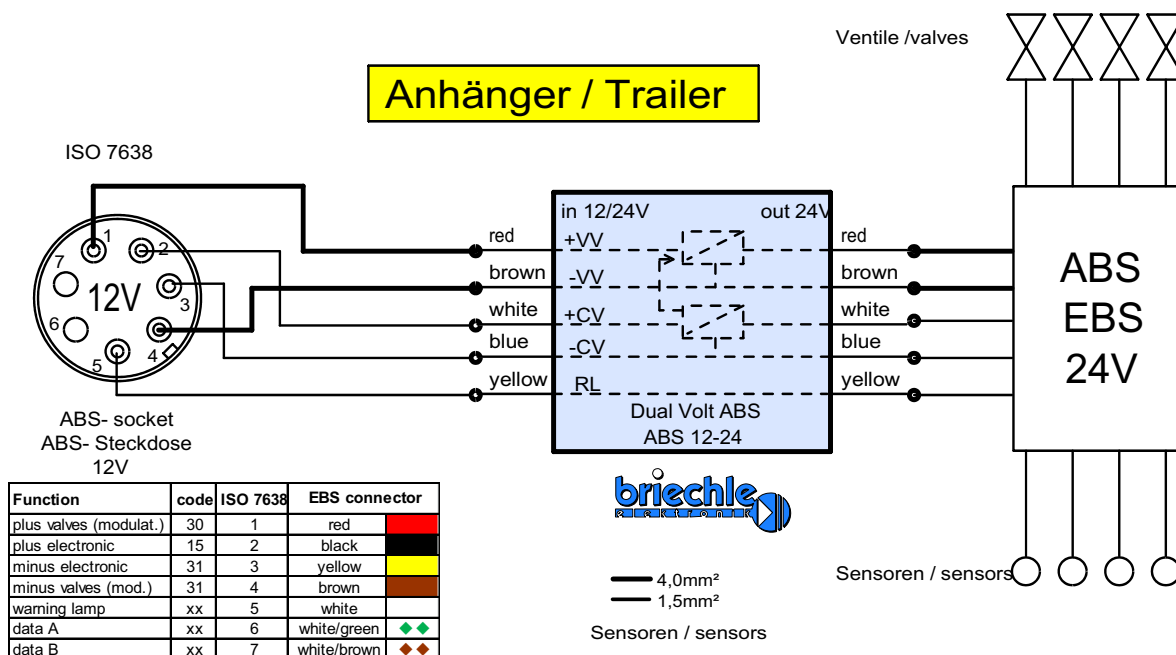 Ventile /valves
Anhänger / Trailer
ISO 7638
1
2
7
12V
3
6
5
4
ABS- socket
ABS- Steckdose
12V
in 12/24V out 24V
red +VV red
brown -VV brown
white +CV white
blue -CV blue
yellow RL yellow
Dual Volt ABS
ABS 12-24
ABS
EBS
24V
briechle
elektronik
Function code ISO 7638 EBS connector
plus valves (modulat.) 30 1 red
plus electronic 15 2 black
minus electronic 31 3 yellow
minus valves (mod.) 31 4 brown
warning lamp xx 5 white
data A xx 6 white/green
data B xx 7 white/brown
4,0mm²
1,5mm²
Sensoren / sensors
Sensoren / sensors